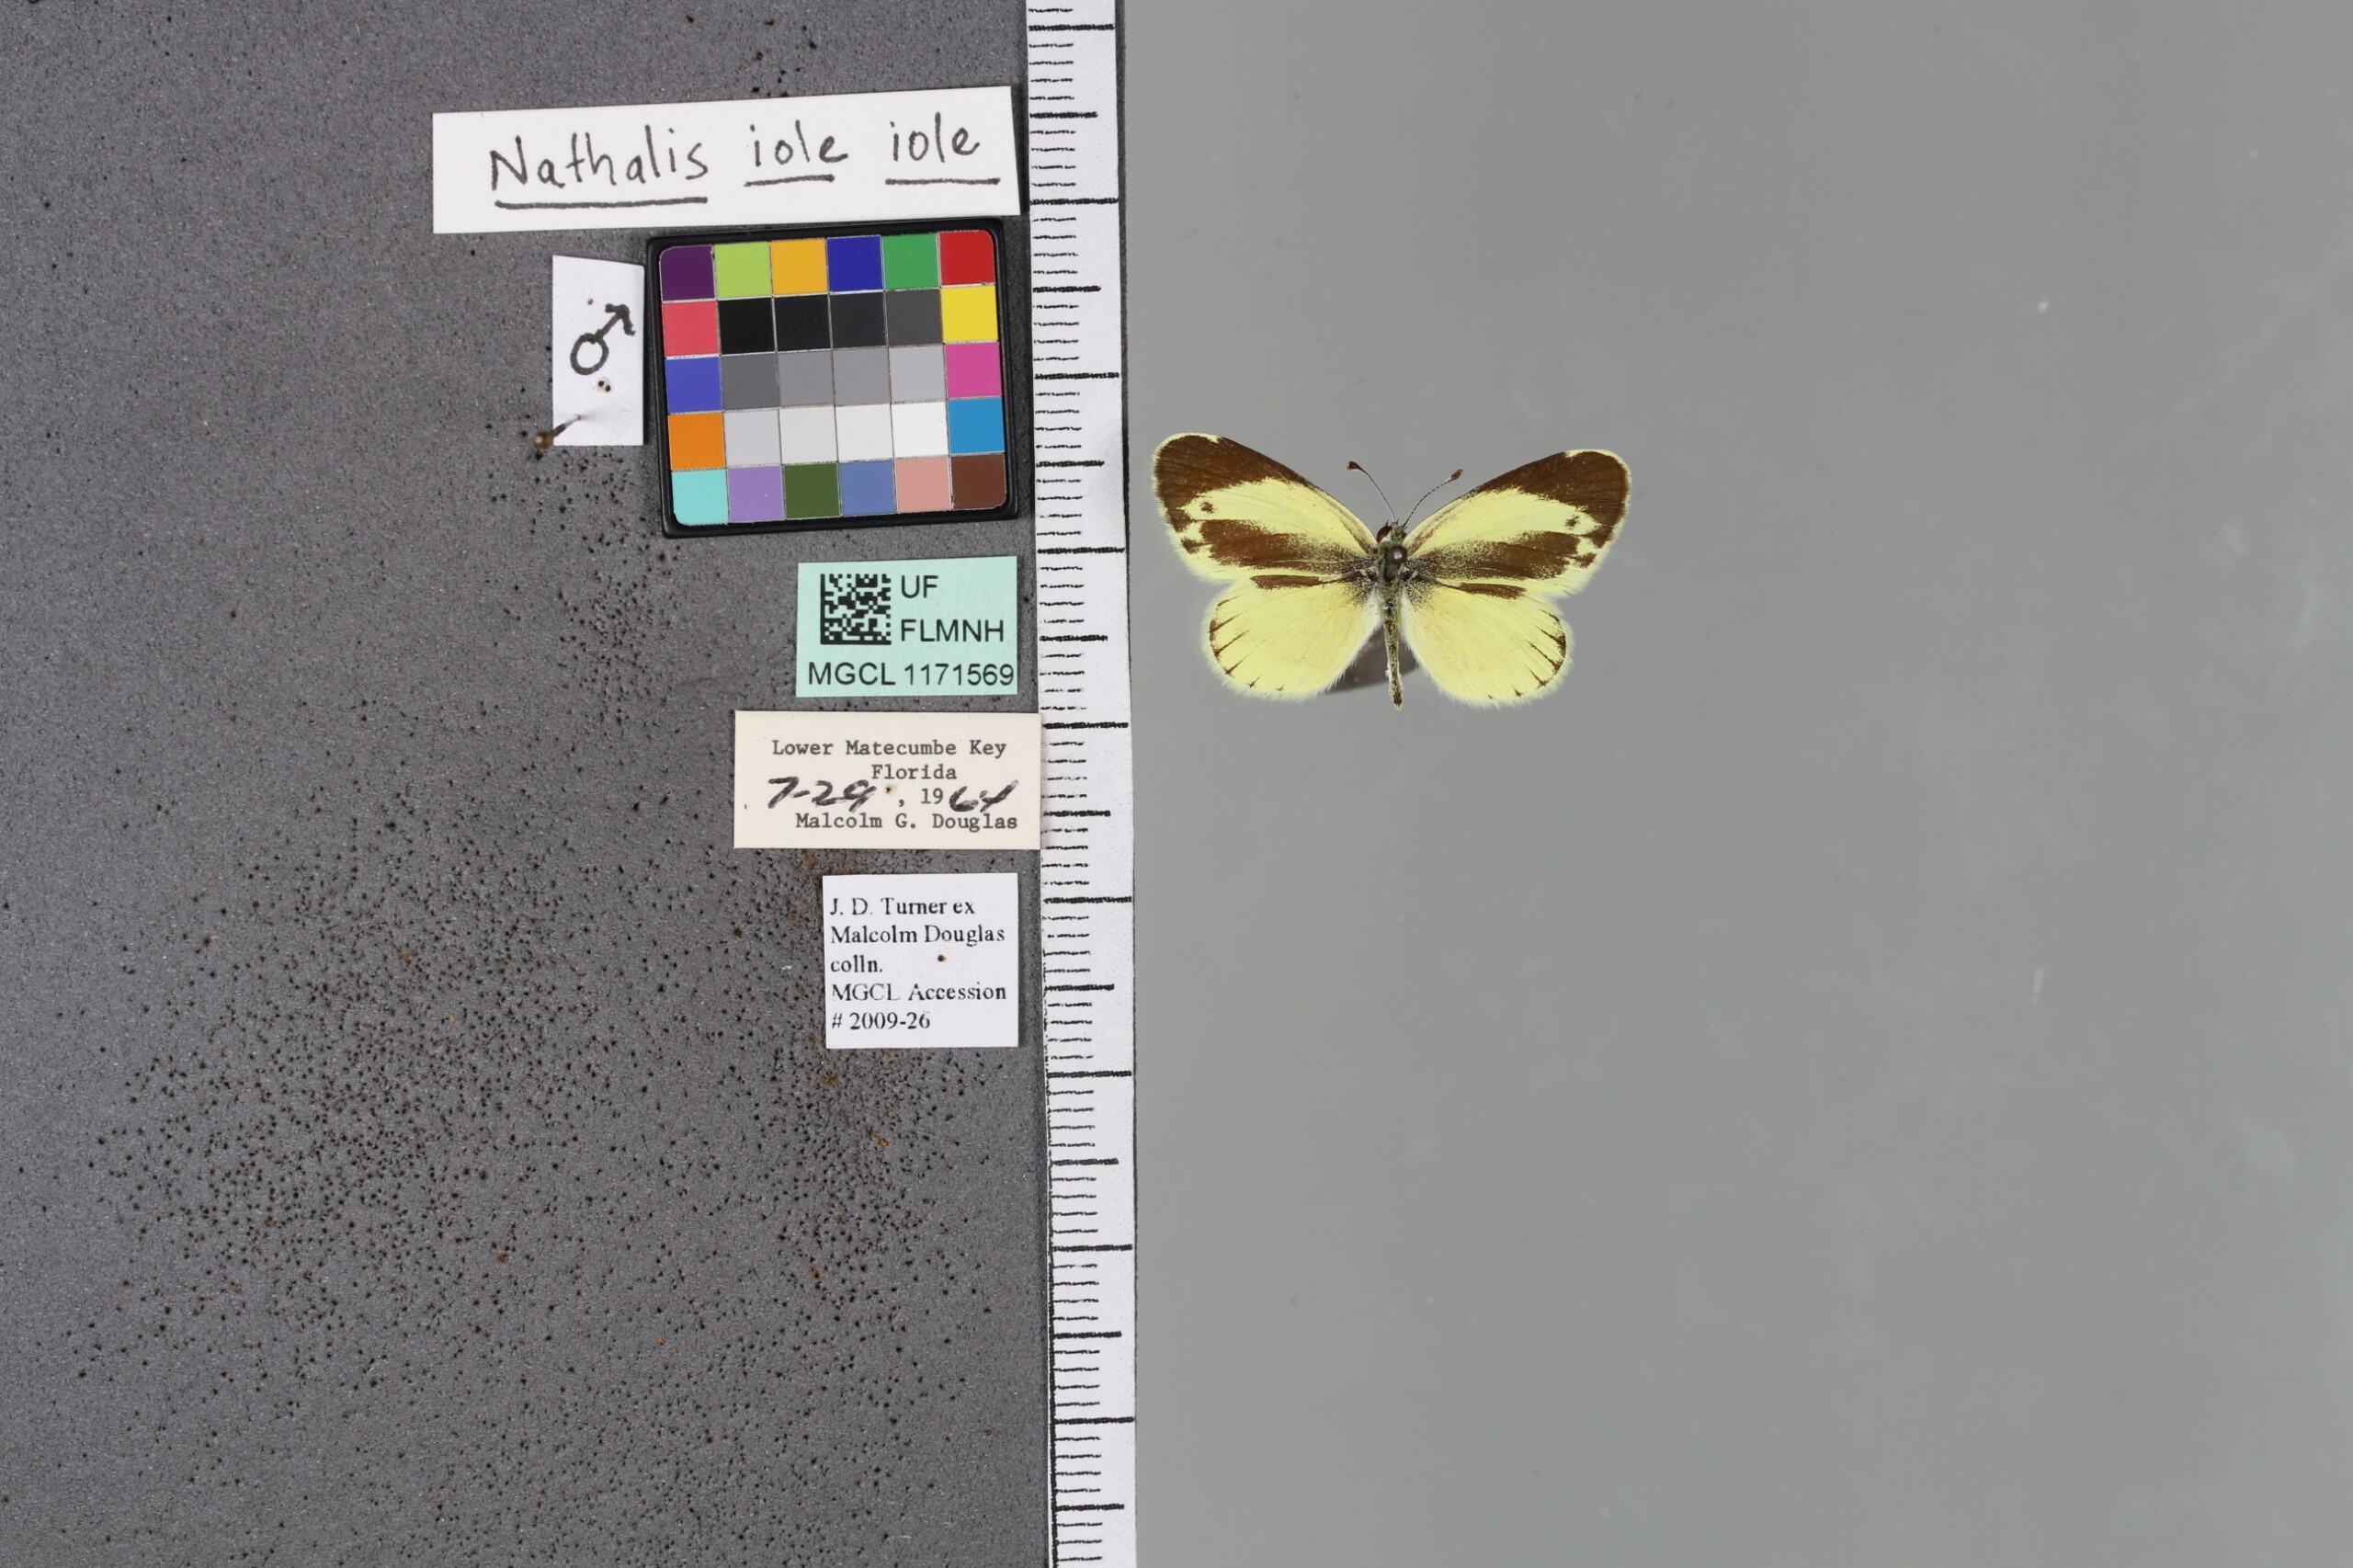 Nathalis iole iole
♂
UF
FLMNH
MGCL 1171569
Lower Matecumbe Key
Florida
7-29, 1964
Malcolm G. Douglas
J. D. Turner ex
Malcolm Douglas
colln.
MGCL Accession
# 2009-26